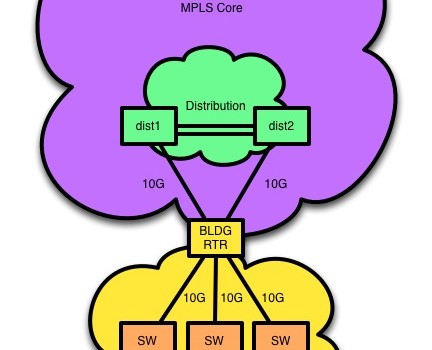 MPLS Core
Distribution
dist1
dist2
10G
10G
BLDG
RTR
10G
10G
10G
SW
SW
SW